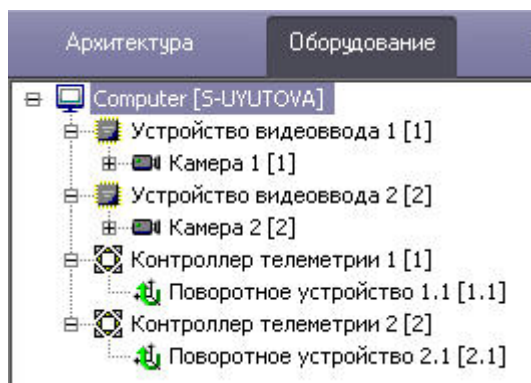 Архитектура Оборудование
Computer [S-UYUTOVA]
Устройство видеоввода 1 [1]
Камера 1 [1]
Устройство видеоввода 2 [2]
Камера 2 [2]
Контроллер телеметрии 1 [1]
Поворотное устройство 1.1 [1.1]
Контроллер телеметрии 2 [2]
Поворотное устройство 2.1 [2.1]